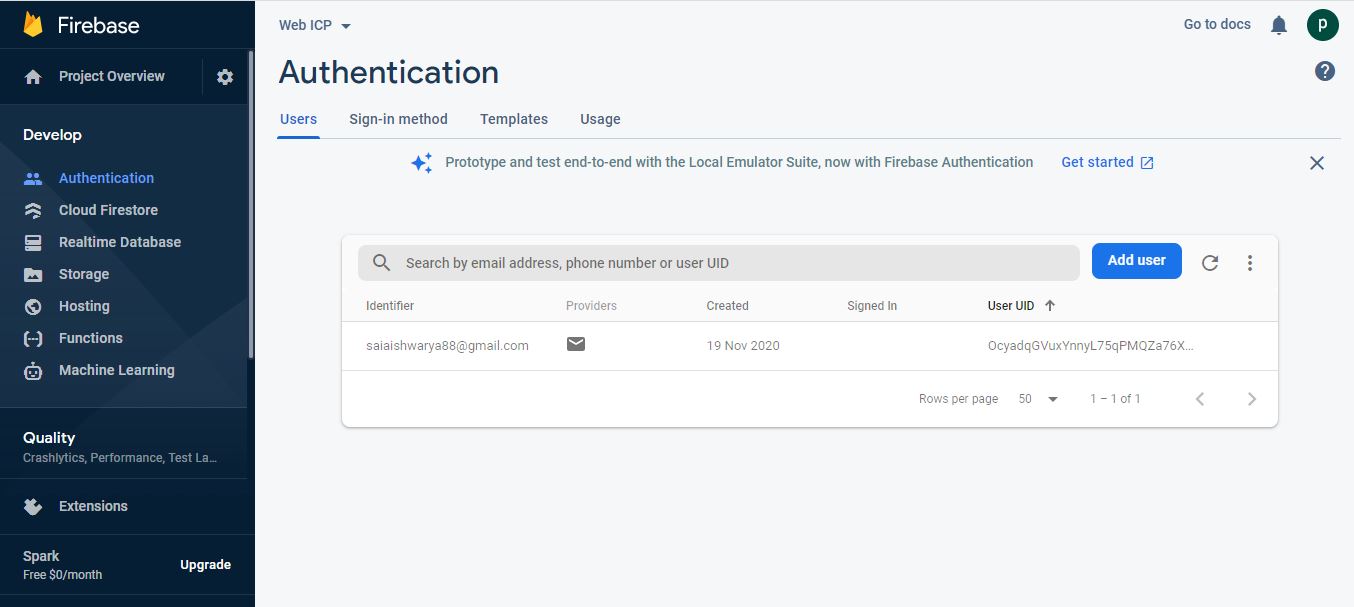 Firebase
Project Overview
Develop
Authentication
Cloud Firestore
Realtime Database
Storage
Hosting
Functions
Machine Learning
Quality
Crashlytics, Performance, Test La...
Extensions
Spark
Free $0/month
Upgrade
Web ICP
Go to docs
p
Authentication
?
Users Sign-in method Templates Usage
Prototype and test end-to-end with the Local Emulator Suite, now with Firebase Authentication Get started
Search by email address, phone number or user UID
Add user
Identifier Providers Created Signed In User UID
saiaishwarya88@gmail.com 19 Nov 2020 OcyadqGVuxYnnyL75qPMQZa76X...
Rows per page 50 1 – 1 of 1